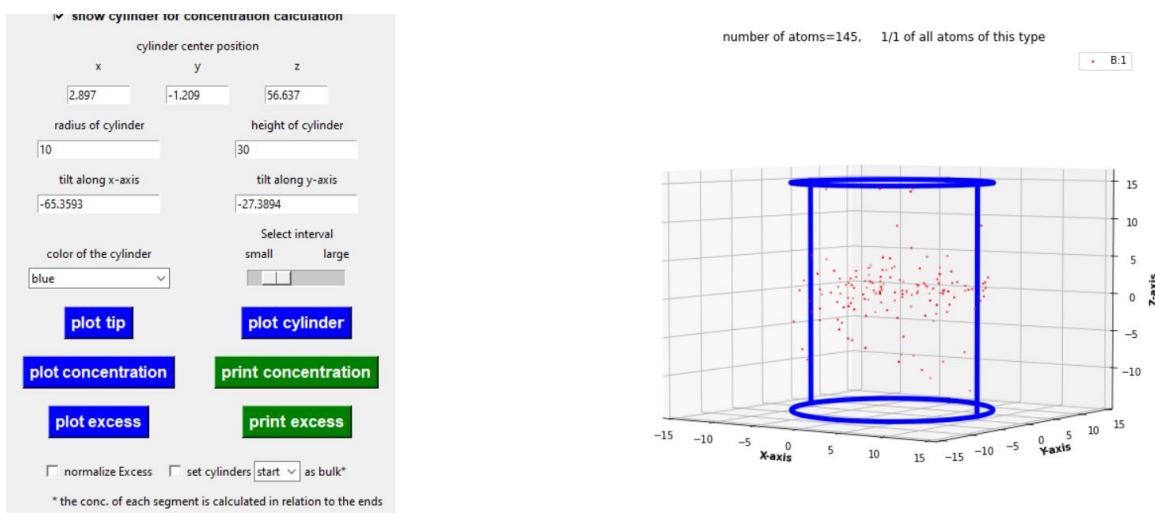 show cylinder for concentration calculation
cylinder center position
x y z
2.897 -1.209 56.637
radius of cylinder height of cylinder
10 30
tilt along x-axis tilt along y-axis
-65.3593 -27.3894
Select interval
color of the cylinder small large
blue
plot tip plot cylinder
plot concentration print concentration
plot excess print excess
normalize Excess set cylinders start as bulk*
* the conc. of each segment is calculated in relation to the ends
number of atoms=145, 1/1 of all atoms of this type
B:1
15
10
5
0
−5
−10
Z-axis
−15 −10 −5 0 5 10 15
X-axis
−15 −10 −5 0 5 10 15
Y-axis